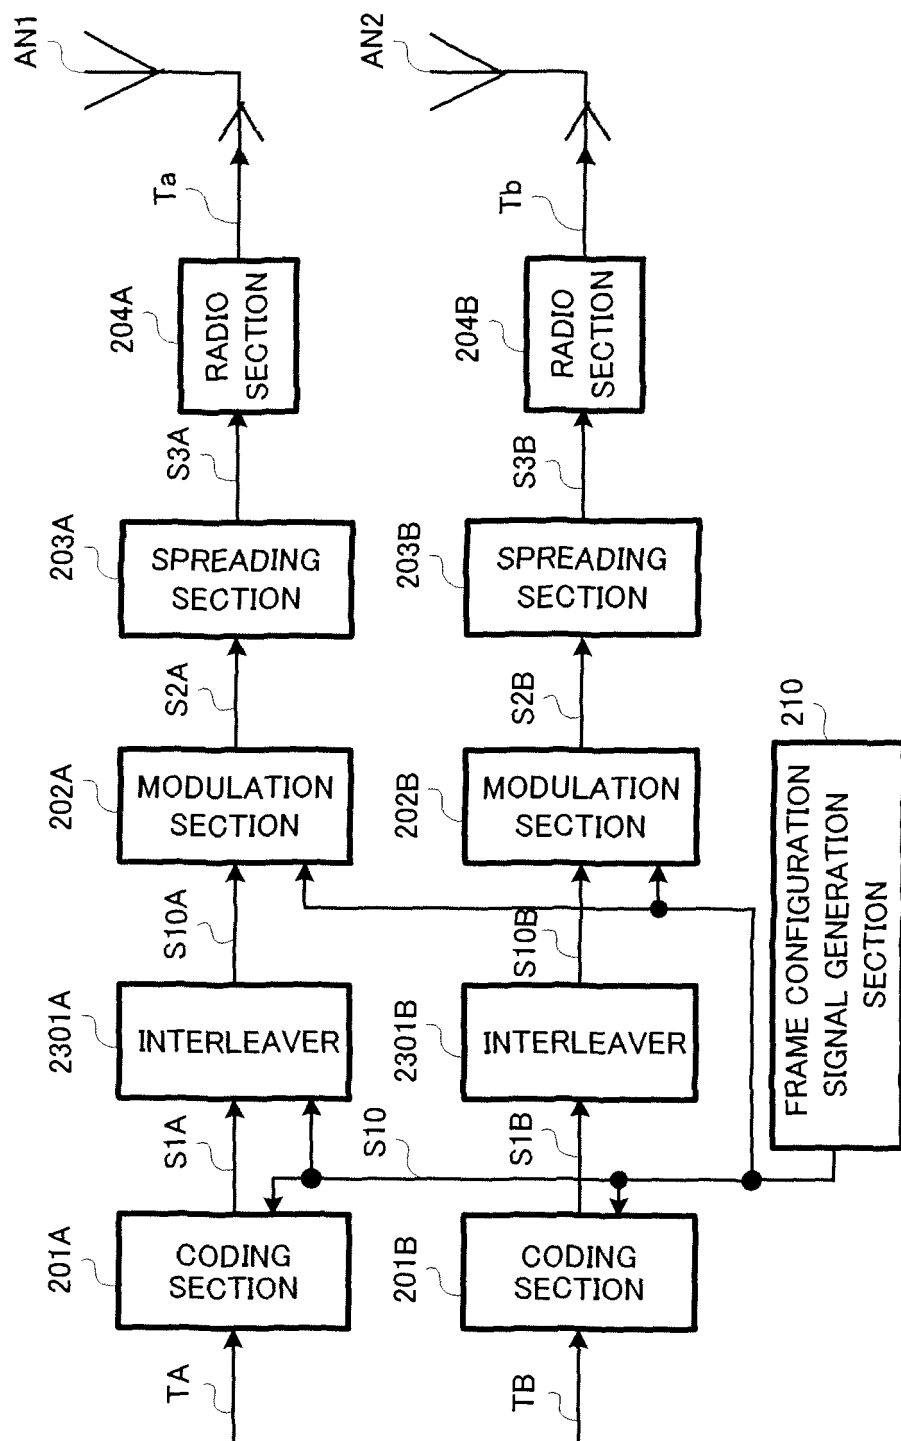 TA
201A
CODING
SECTION
S1A
2301A
INTERLEAVER
S10A
202A
MODULATION
SECTION
S2A
203A
SPREADING
SECTION
S3A
204A
RADIO
SECTION
Ta
AN1
S10
TB
201B
CODING
SECTION
S1B
2301B
INTERLEAVER
S10B
202B
MODULATION
SECTION
S2B
203B
SPREADING
SECTION
S3B
204B
RADIO
SECTION
Tb
AN2
210
FRAME CONFIGURATION
SIGNAL GENERATION
SECTION